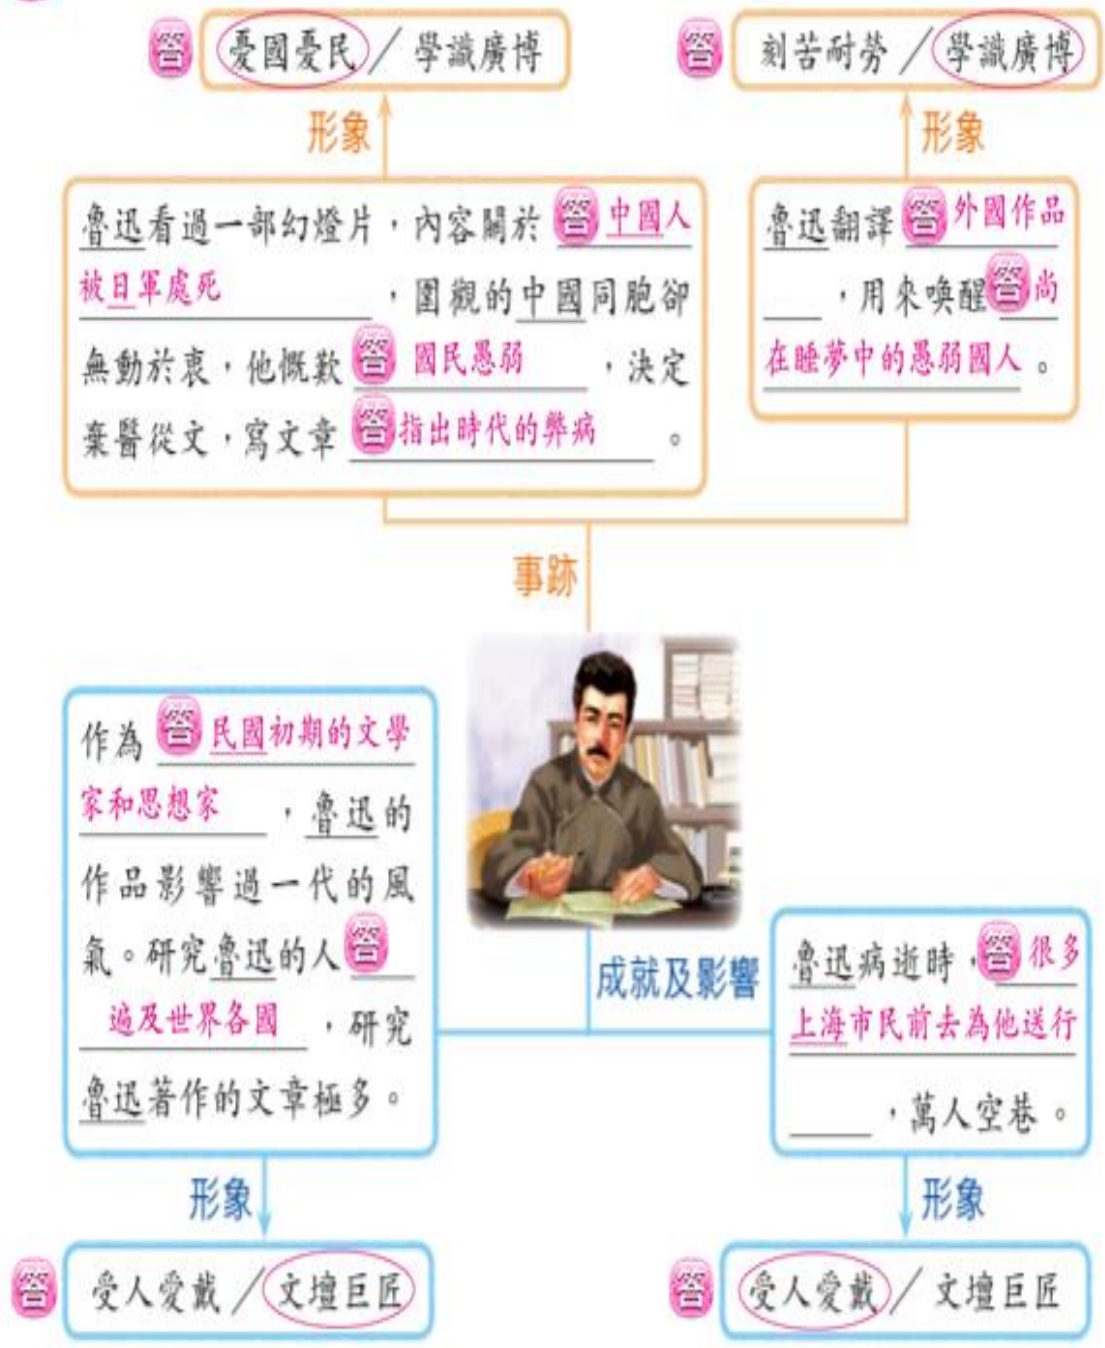 答 憂國憂民／學識廣博
答 刻苦耐勞／學識廣博
形象
形象
魯迅看過一部幻燈片，內容關於 答 中國人
被日軍處死，圍觀的中國同胞卻
無動於衷，他慨歎 答 國民愚弱，決定
棄醫從文，寫文章 答 指出時代的弊病。
魯迅翻譯 答 外國作品
，用來喚醒 答 尚
在睡夢中的愚弱國人。
事跡
作為 答 民國初期的文學
家和思想家，魯迅的
作品影響過一代的風
氣。研究魯迅的人 答
遍及世界各國，研究
魯迅著作的文章極多。
成就及影響
魯迅病逝時，答 很多
上海市民前去為他送行
，萬人空巷。
形象
形象
答 受人愛戴／文壇巨匠
答 受人愛戴／文壇巨匠